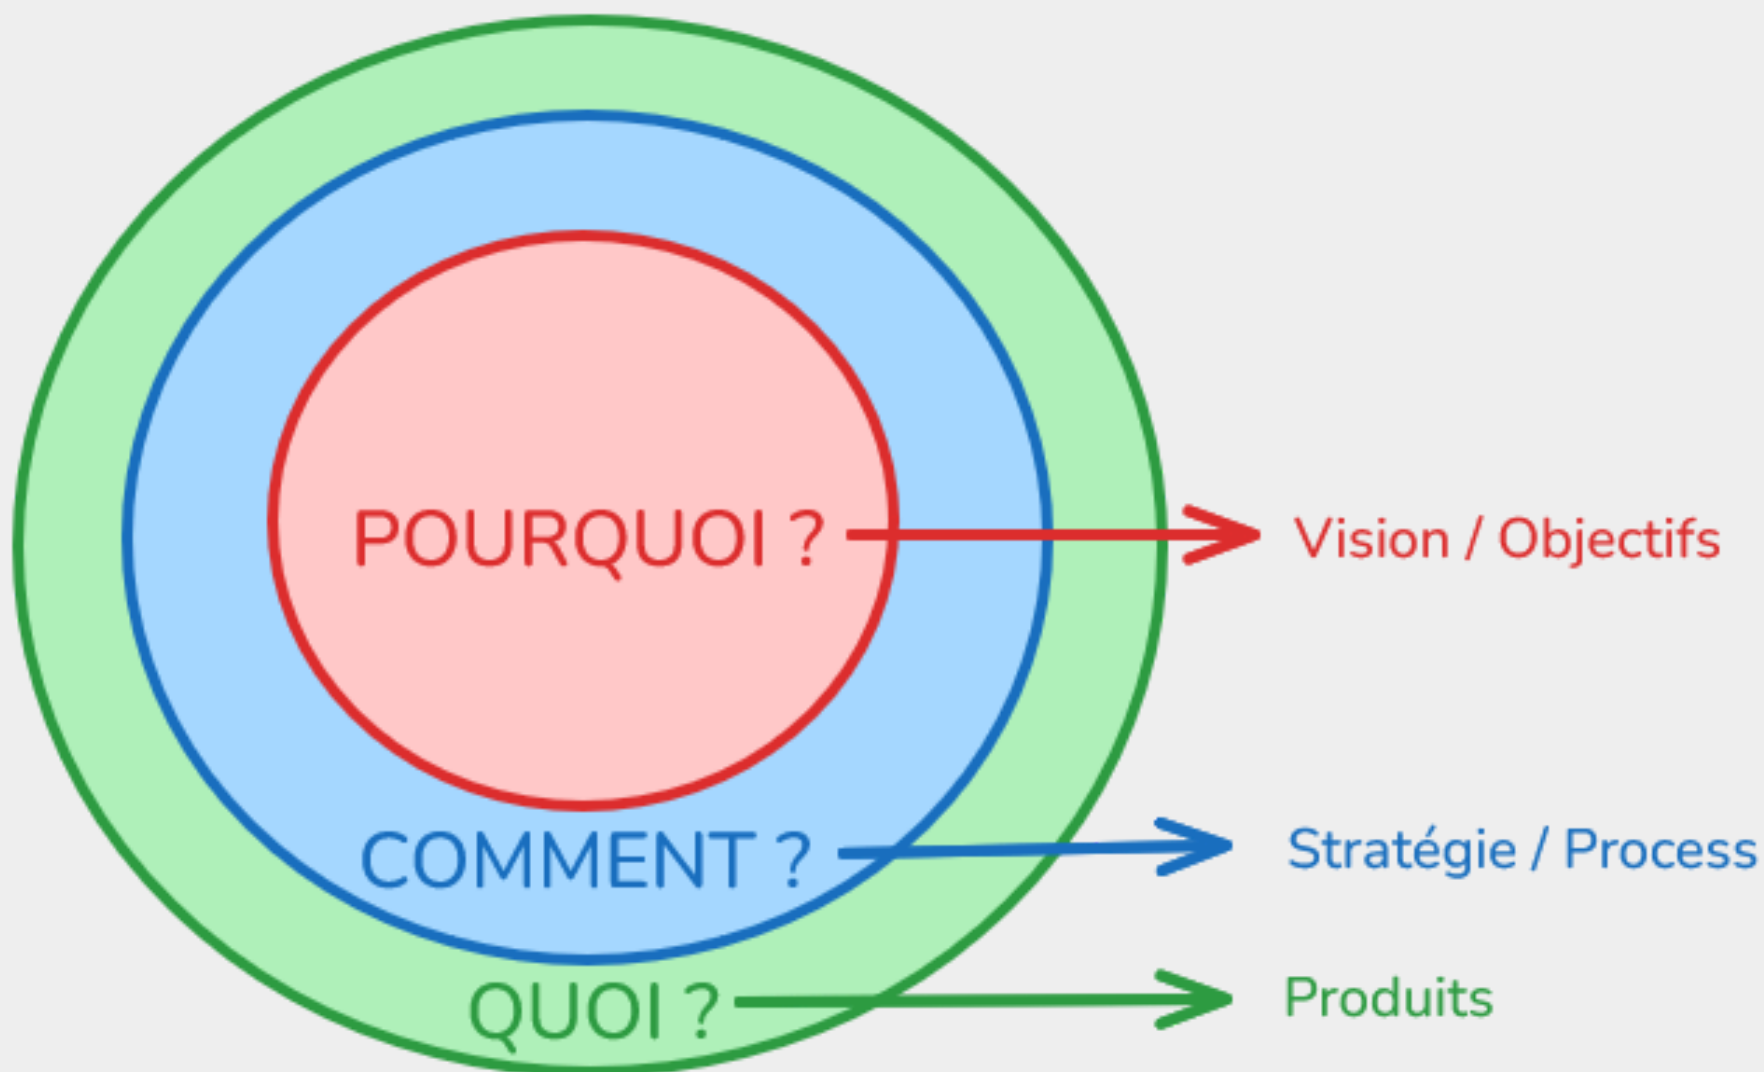 POURQUOI ?
Vision / Objectifs
COMMENT ?
Stratégie / Process
QUOI ?
Produits